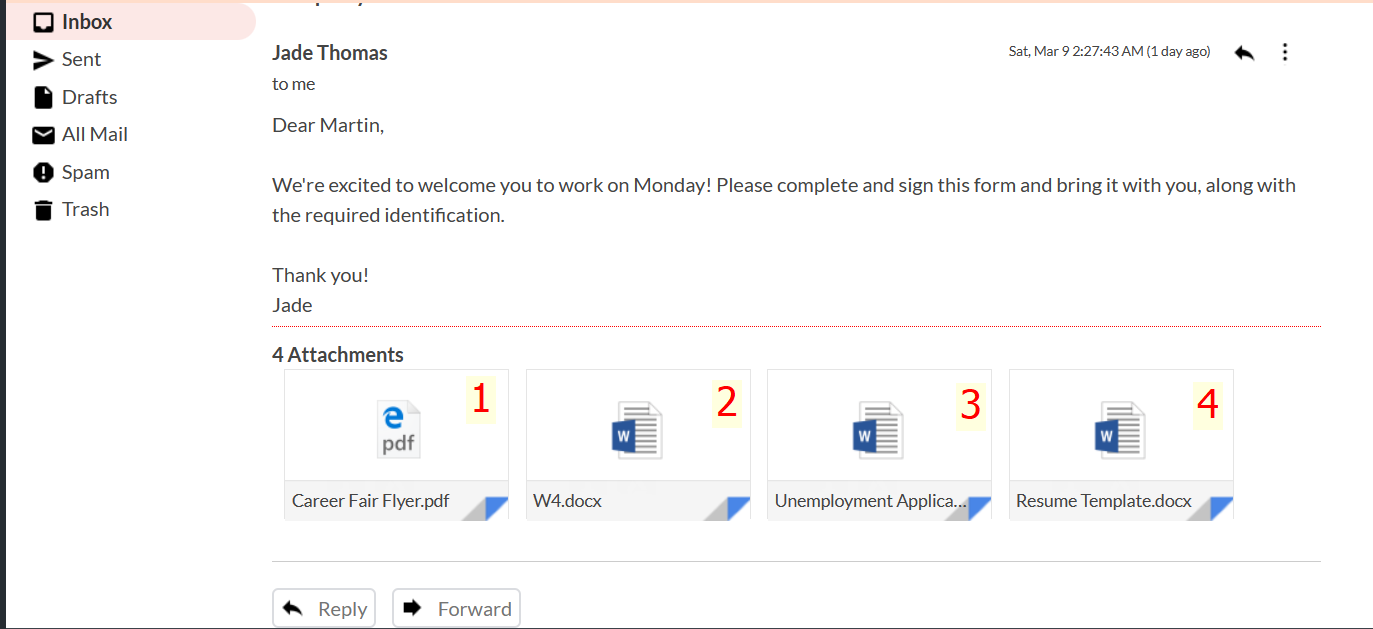 Inbox
Sent
Drafts
All Mail
Spam
Trash
Jade Thomas
Sat, Mar 9 2:27:43 AM (1 day ago)
to me
Dear Martin,
We're excited to welcome you to work on Monday! Please complete and sign this form and bring it with you, along with
the required identification.
Thank you!
Jade
4 Attachments
1
2
3
4
pdf
W
W
W
Career Fair Flyer.pdf
W4.docx
Unemployment Applica...
Resume Template.docx
Reply
Forward